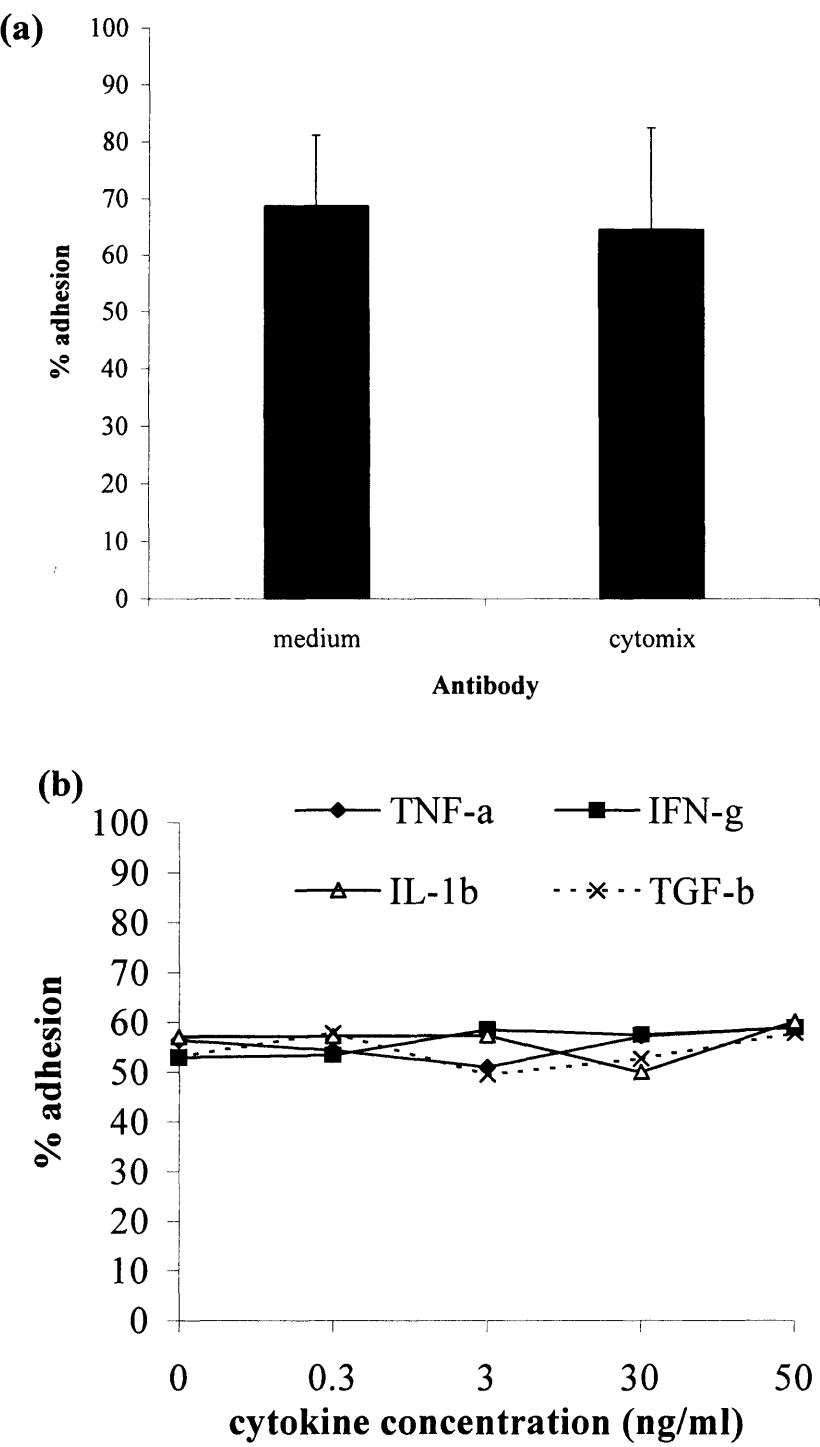 (a)
100
90
80
70
60
50
40
30
20
10
0
% adhesion
medium cytomix
Antibody
(b)
TNF-a IFN-g
IL-1b TGF-b
100
90
80
70
60
50
40
30
20
10
0
% adhesion
0 0.3 3 30 50
cytokine concentration (ng/ml)